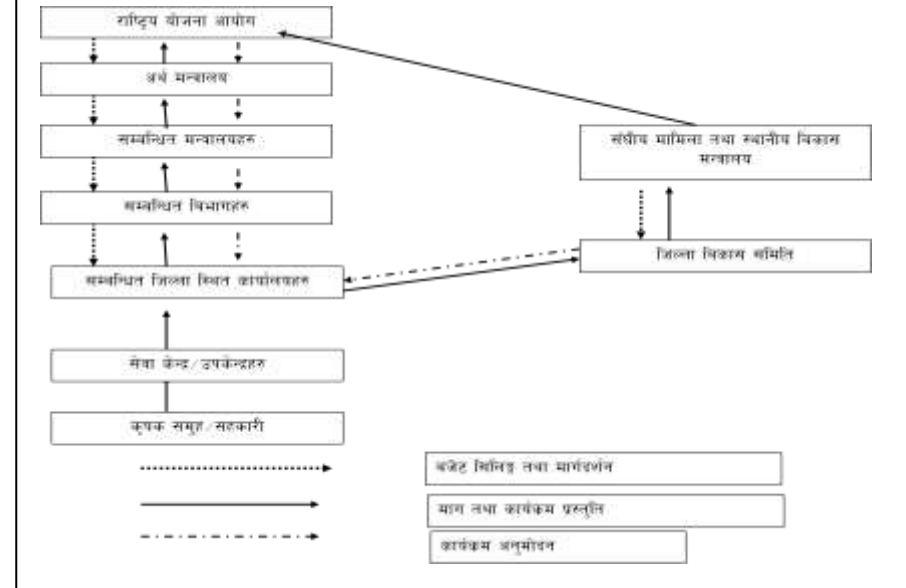 राष्ट्रिय योजना आयोग
अर्थ मन्त्रालय
सम्बन्धित मन्त्रालयहरु
संघीय मामिला तथा स्थानीय विकास
मन्त्रालय
सम्बन्धित विभागहरु
जिल्ला विकास समिति
सम्बन्धित जिल्ला स्थित कार्यालयहरु
सेवा केन्द्र/उपकेन्द्रहरु
कृषक समुह/सहकारी
बजेट सिलिङ्ग तथा मार्गदर्शन
माग तथा कार्यक्रम प्रस्तुति
कार्यक्रम अनुमोदन